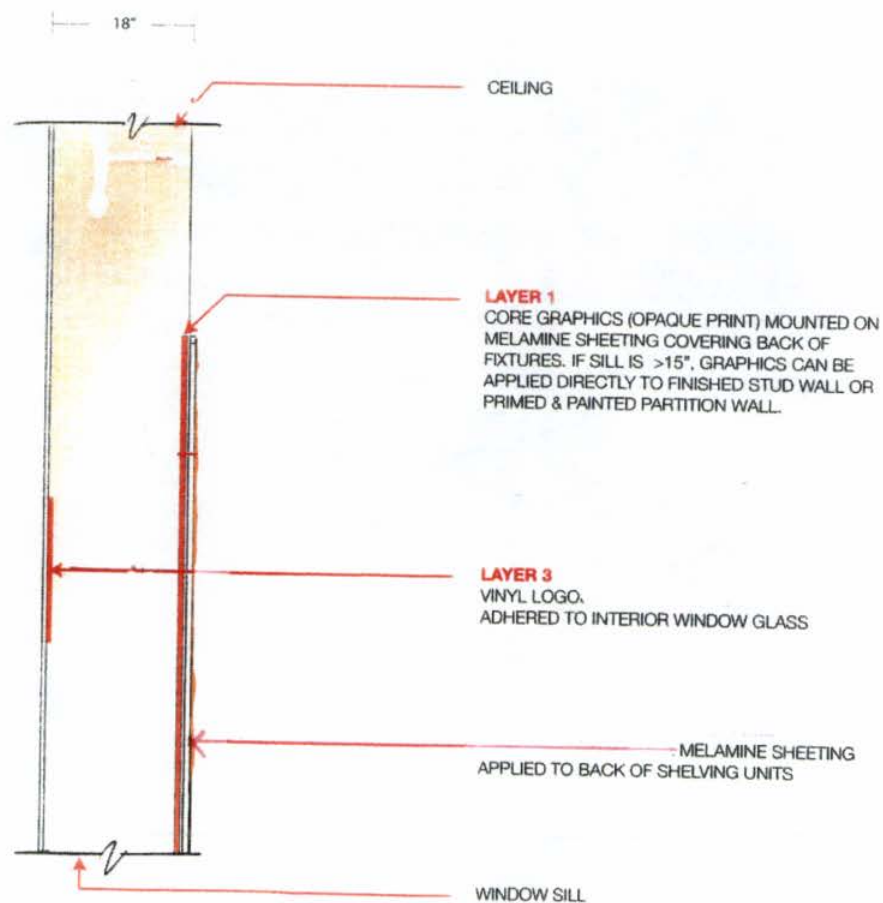 18"
CEILING
LAYER 1
CORE GRAPHICS (OPAQUE PRINT) MOUNTED ON
MELAMINE SHEETING COVERING BACK OF
FIXTURES. IF SILL IS >15", GRAPHICS CAN BE
APPLIED DIRECTLY TO FINISHED STUD WALL OR
PRIMED & PAINTED PARTITION WALL.
LAYER 3
VINYL LOGO.
ADHERED TO INTERIOR WINDOW GLASS
MELAMINE SHEETING
APPLIED TO BACK OF SHELVING UNITS
WINDOW SILL